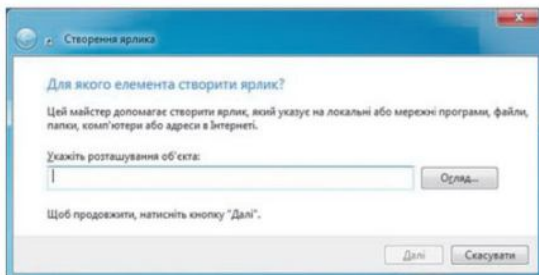 Створення ярлика
Для якого елемента створити ярлик?
Цей майстер допомагає створити ярлик, який указує на локальні або мережні програми, файли,
папки, комп'ютери або адреси в Інтернеті.
Укажіть розташування об'єкта:
Огляд...
Щоб продовжити, натисніть кнопку "Далі".
Далі
Скасувати